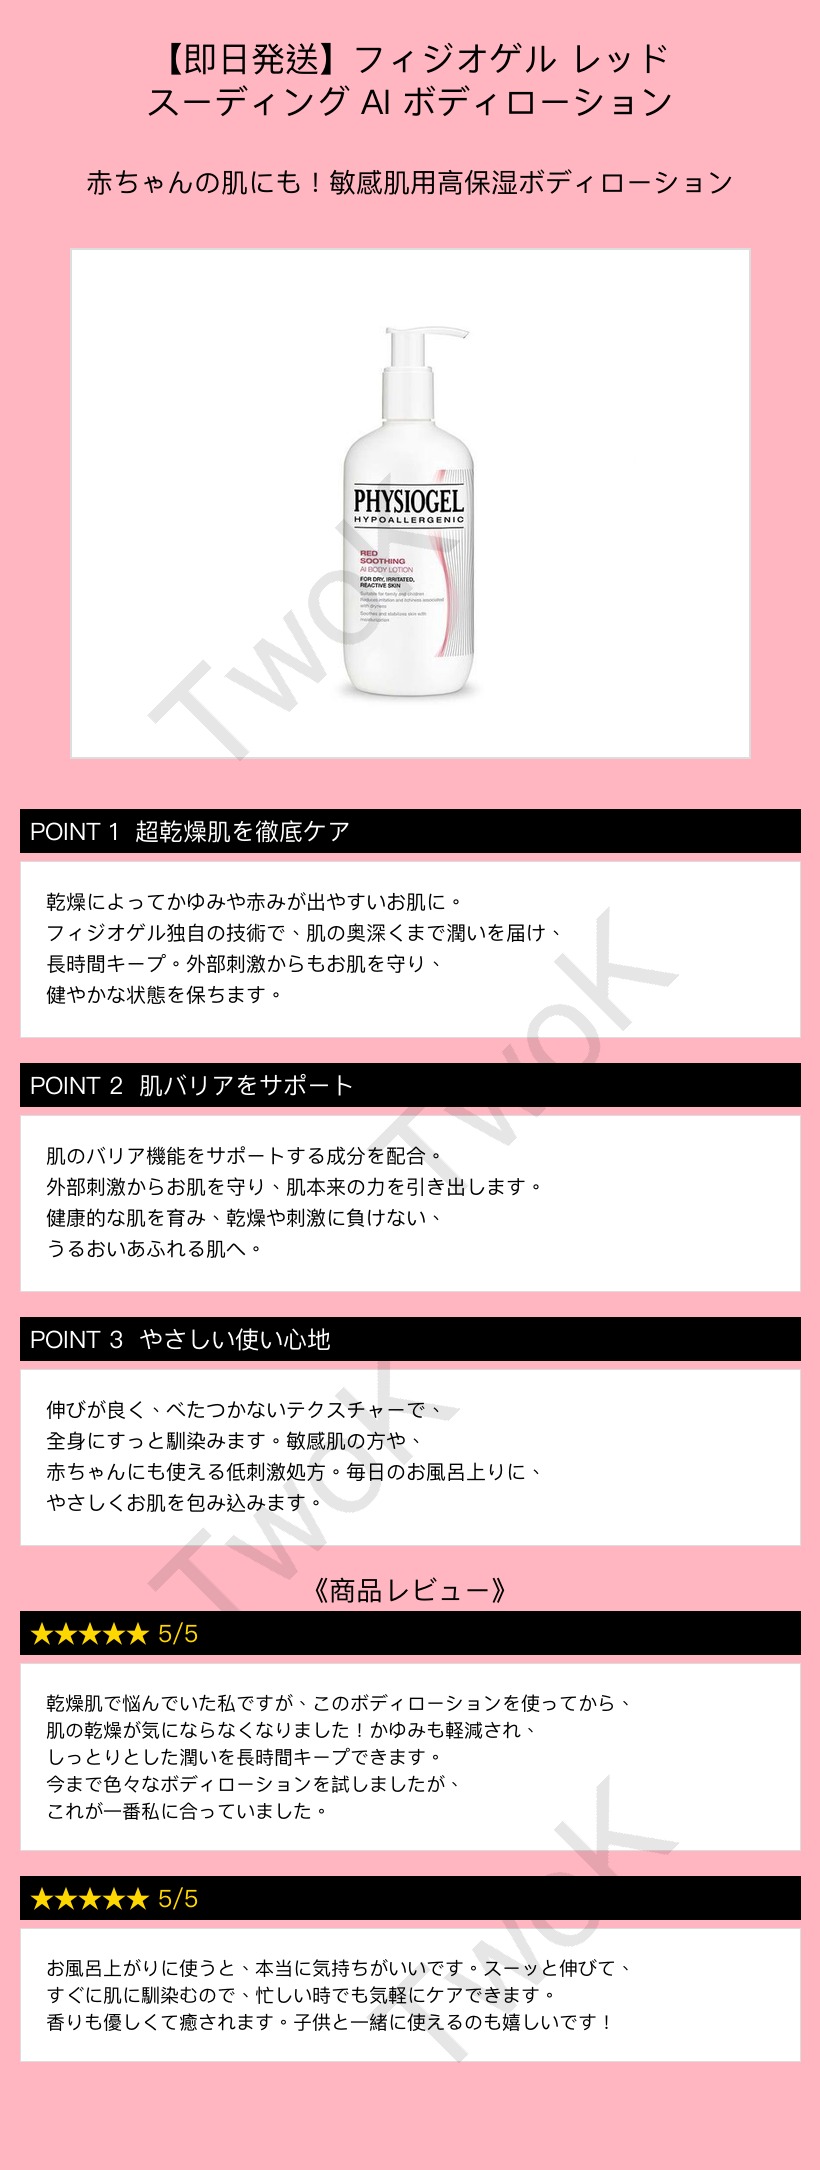 【即日発送】フィジオゲル レッド
スーディング AI ボディローション
赤ちゃんの肌にも！敏感肌用高保湿ボディローション
PHYSIOGEL
HYPOALLERGENIC
RED
SOOTHING
AI BODY LOTION
FOR DRY, IRRITATED,
REACTIVE SKIN
Suitable for family and children
Reduces irritation and itchiness associated
with dryness
Soothes and stabilizes skin with
moisturization
TwoK
POINT 1 超乾燥肌を徹底ケア
乾燥によってかゆみや赤みが出やすいお肌に。
フィジオゲル独自の技術で、肌の奥深くまで潤いを届け、
長時間キープ。外部刺激からもお肌を守り、
健やかな状態を保ちます。
TwoK
POINT 2 肌バリアをサポート
肌のバリア機能をサポートする成分を配合。
外部刺激からお肌を守り、肌本来の力を引き出します。
健康的な肌を育み、乾燥や刺激に負けない、
うるおいあふれる肌へ。
POINT 3 やさしい使い心地
伸びが良く、べたつかないテクスチャーで、
全身にすっと馴染みます。敏感肌の方や、
赤ちゃんにも使える低刺激処方。毎日のお風呂上りに、
やさしくお肌を包み込みます。
TwoK
《商品レビュー》
★★★★★ 5/5
乾燥肌で悩んでいた私ですが、このボディローションを使ってから、
肌の乾燥が気にならなくなりました！かゆみも軽減され、
しっとりとした潤いを長時間キープできます。
今まで色々なボディローションを試しましたが、
これが一番私に合っていました。
TwoK
★★★★★ 5/5
お風呂上がりに使うと、本当に気持ちがいいです。スーッと伸びて、
すぐに肌に馴染むので、忙しい時でも気軽にケアできます。
香りも優しくて癒されます。子供と一緒に使えるのも嬉しいです！